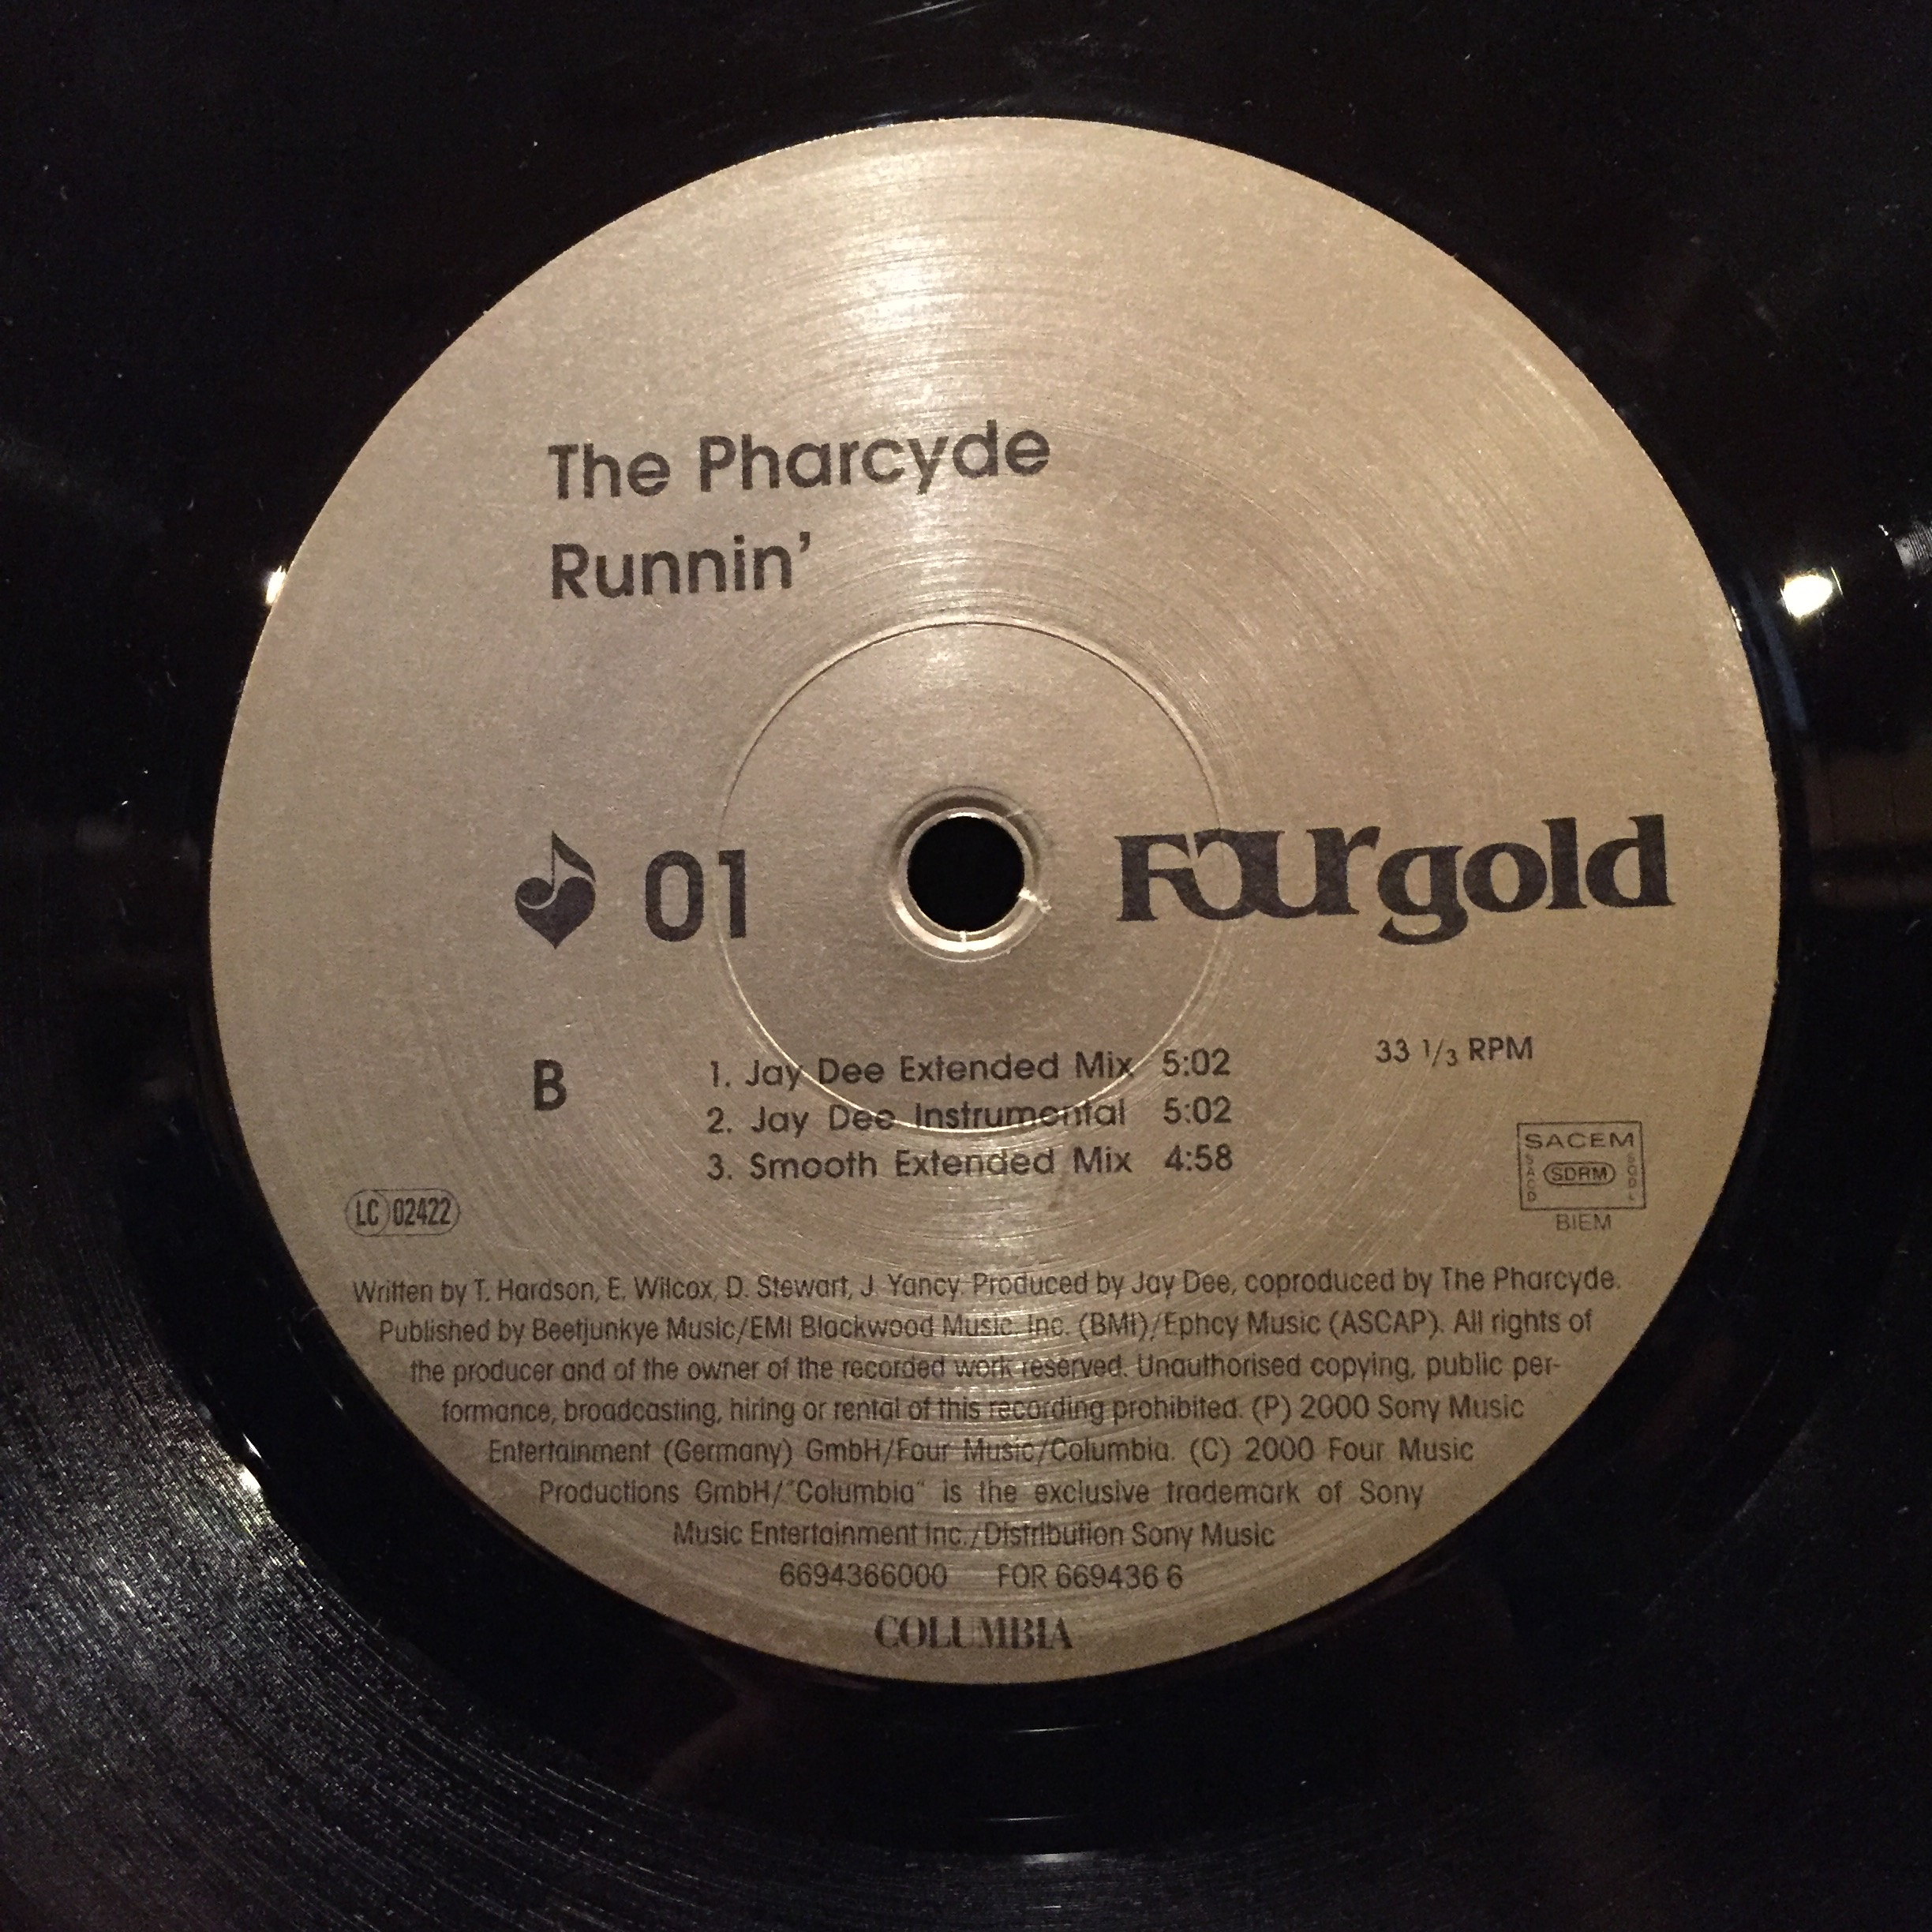 The Pharcyde
Runnin’
01
Four gold
B
1. Jay Dee Extended Mix 5:02
2. Jay Dee Instrumental 5:02
3. Smooth Extended Mix 4:58
33 1/3 RPM
SACEM
SACD SDRM SGDL
BIEM
LC 02422
Written by T. Hardson, E. Wilcox, D. Stewart, J. Yancy. Produced by Jay Dee, coproduced by The Pharcyde.
Published by Beetjunkye Music/EMI Blackwood Music. Inc. (BMI)/Ephcy Music (ASCAP). All rights of
the producer and of the owner of the recorded work reserved. Unauthorised copying, public per-
formance, broadcasting, hiring or rental of this recording prohibited. (P) 2000 Sony Music
Entertainment (Germany) GmbH/Four Music/Columbia. (C) 2000 Four Music
Productions GmbH/“Columbia“ is the exclusive trademark of Sony
Music Entertainment Inc./Distribution Sony Music
6694366000 FOR 669436 6
COLUMBIA